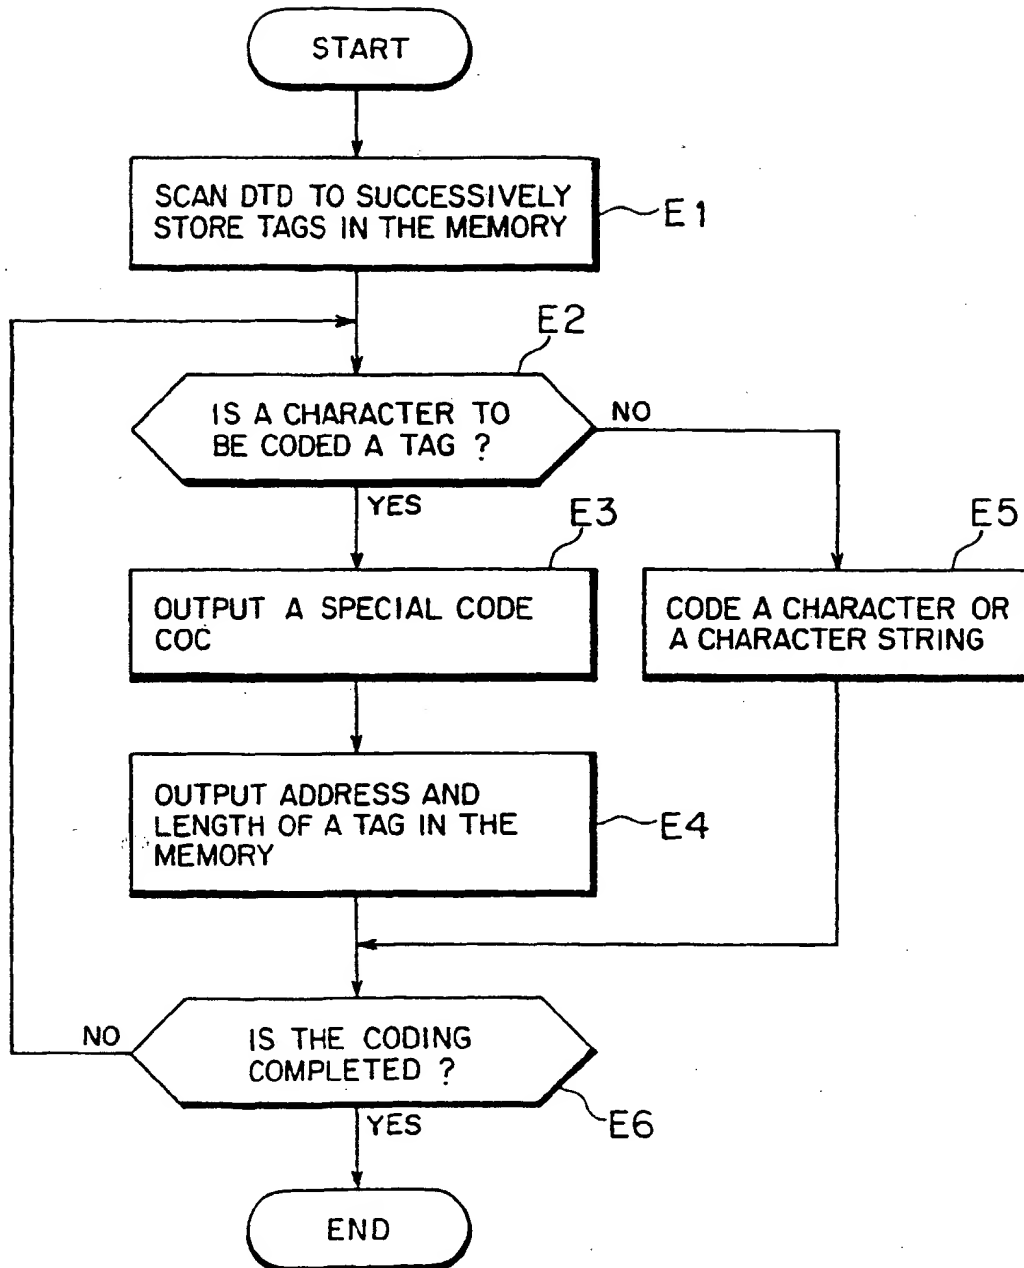 START
SCAN DTD TO SUCCESSIVELY
STORE TAGS IN THE MEMORY
E1
E2
IS A CHARACTER TO
BE CODED A TAG ?
NO
YES
E3
OUTPUT A SPECIAL CODE
COC
E5
CODE A CHARACTER OR
A CHARACTER STRING
OUTPUT ADDRESS AND
LENGTH OF A TAG IN THE
MEMORY
E4
NO
IS THE CODING
COMPLETED ?
E6
YES
END